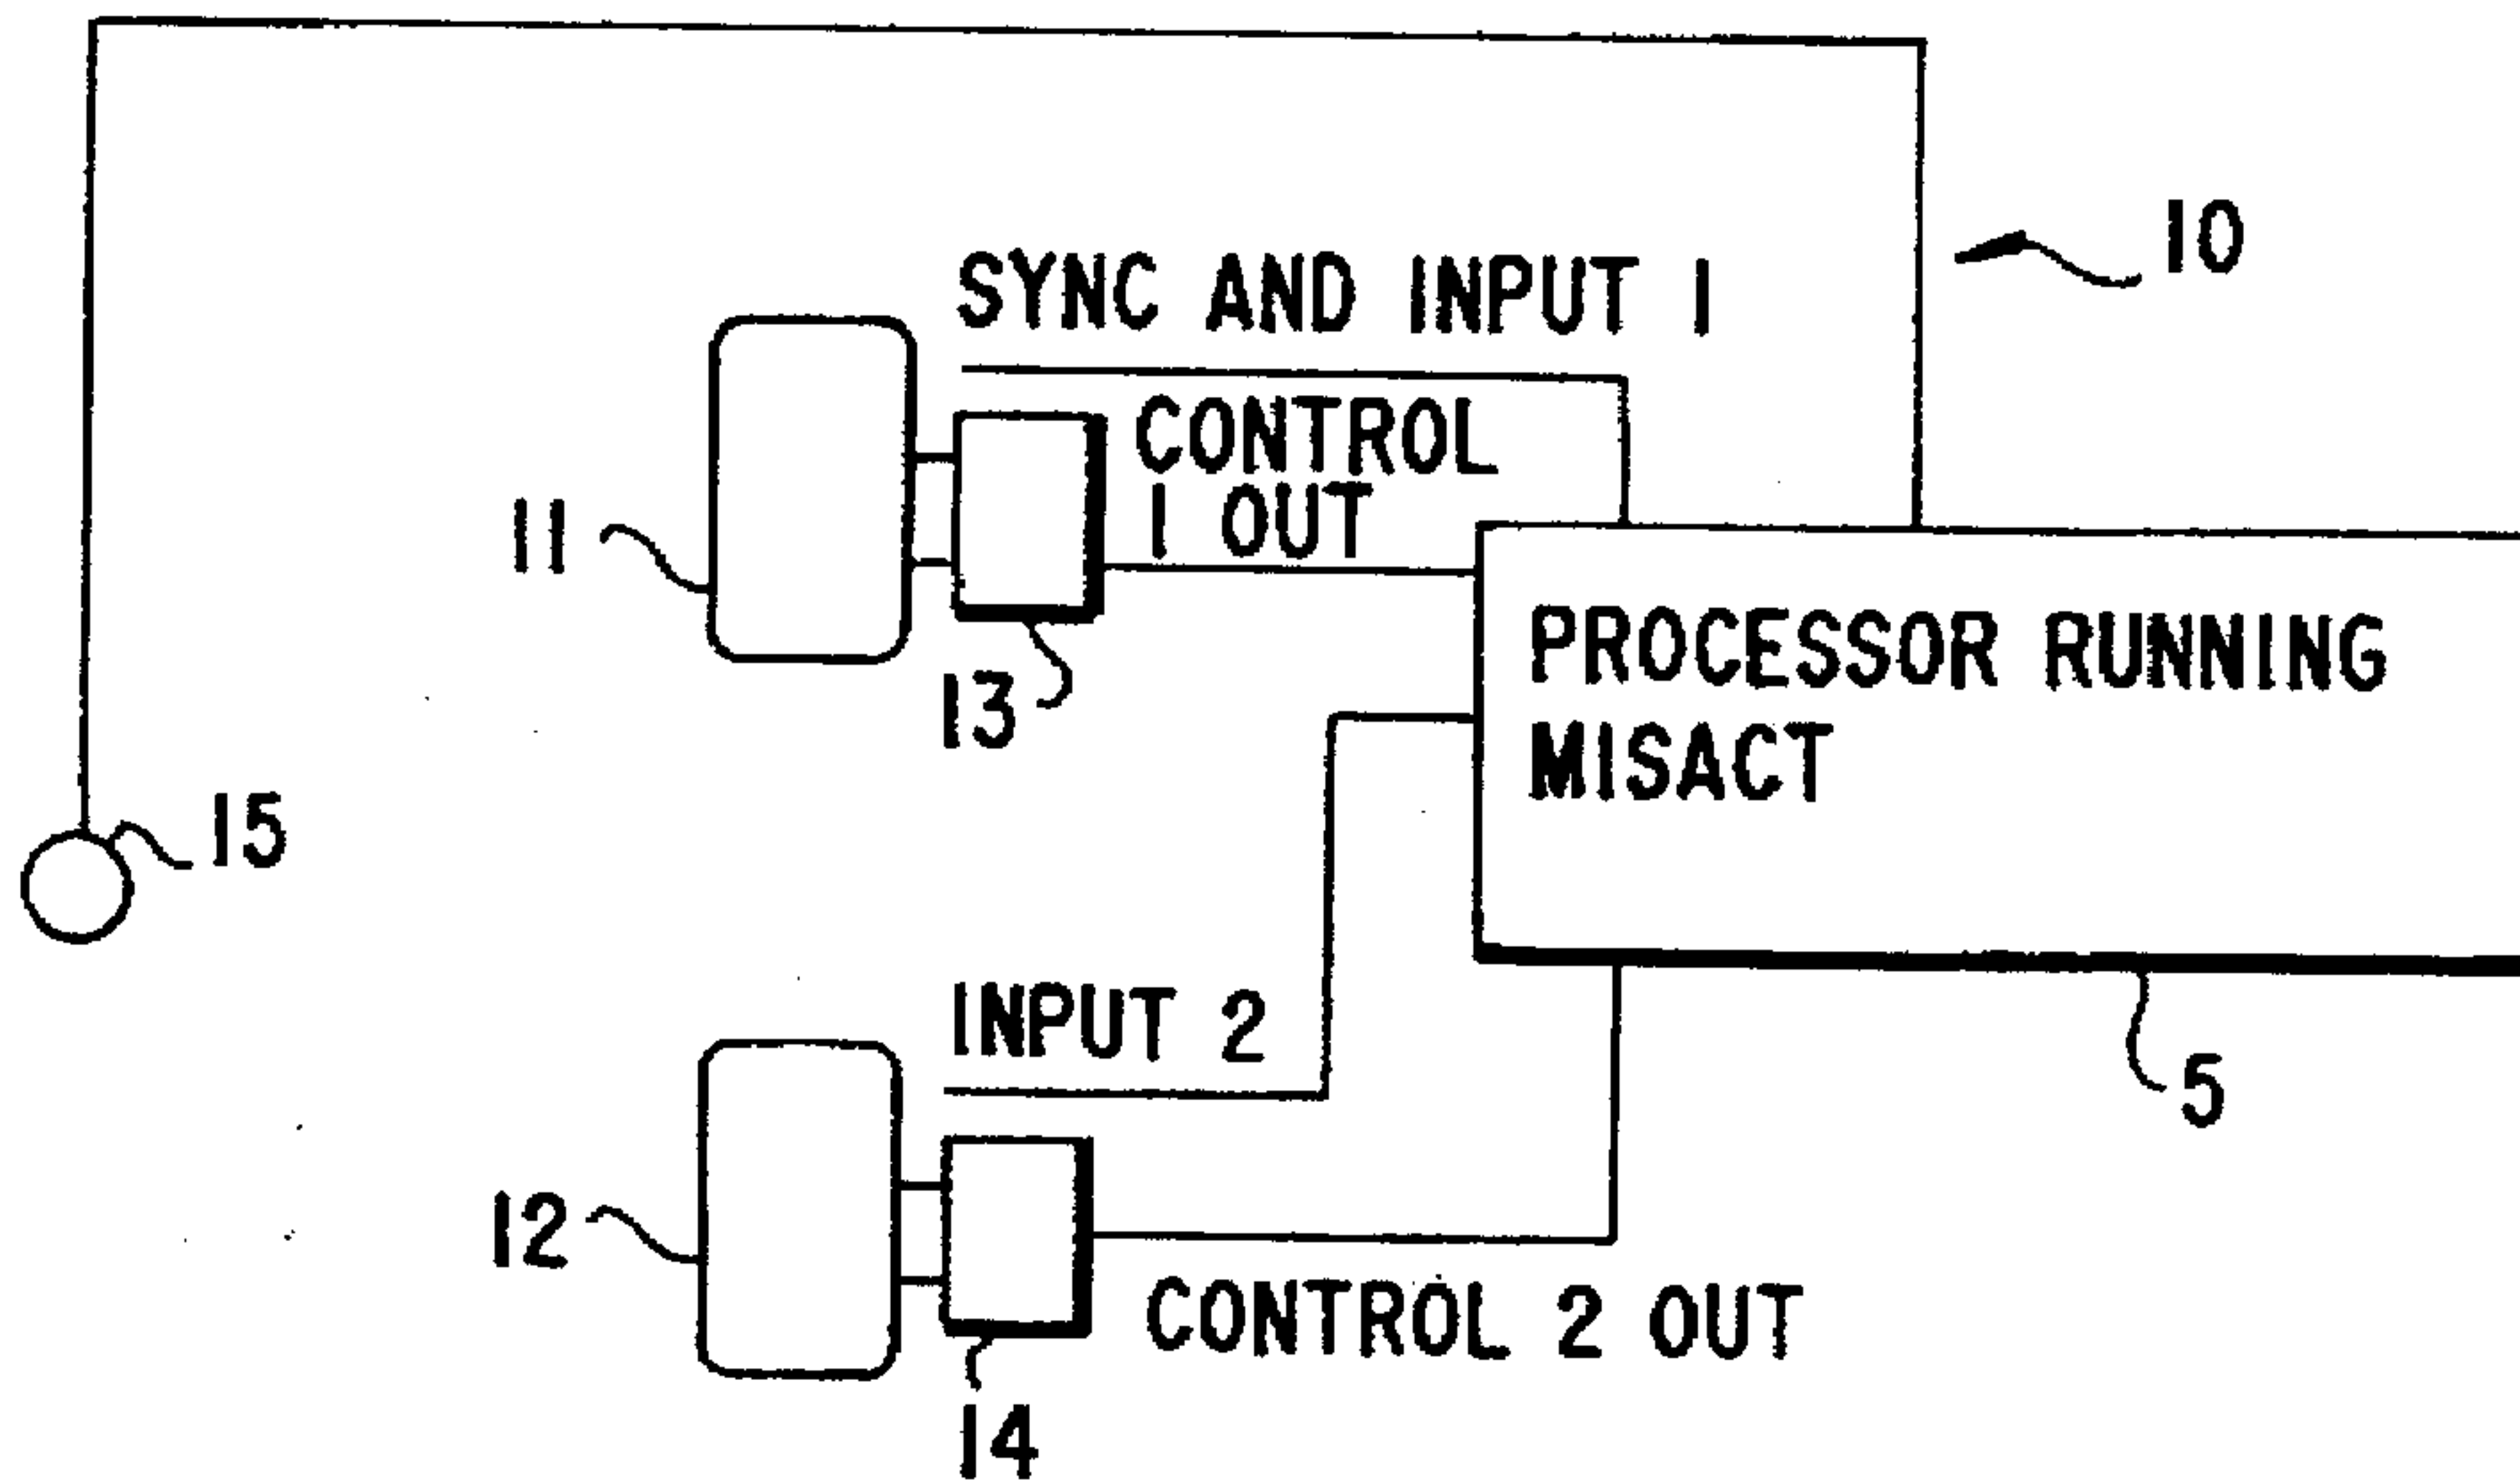 10
SYNC AND INPUT 1
CONTROL
1 OUT
11
13
PROCESSOR RUNNING
MISACT
15
INPUT 2
5
12
CONTROL 2 OUT
14